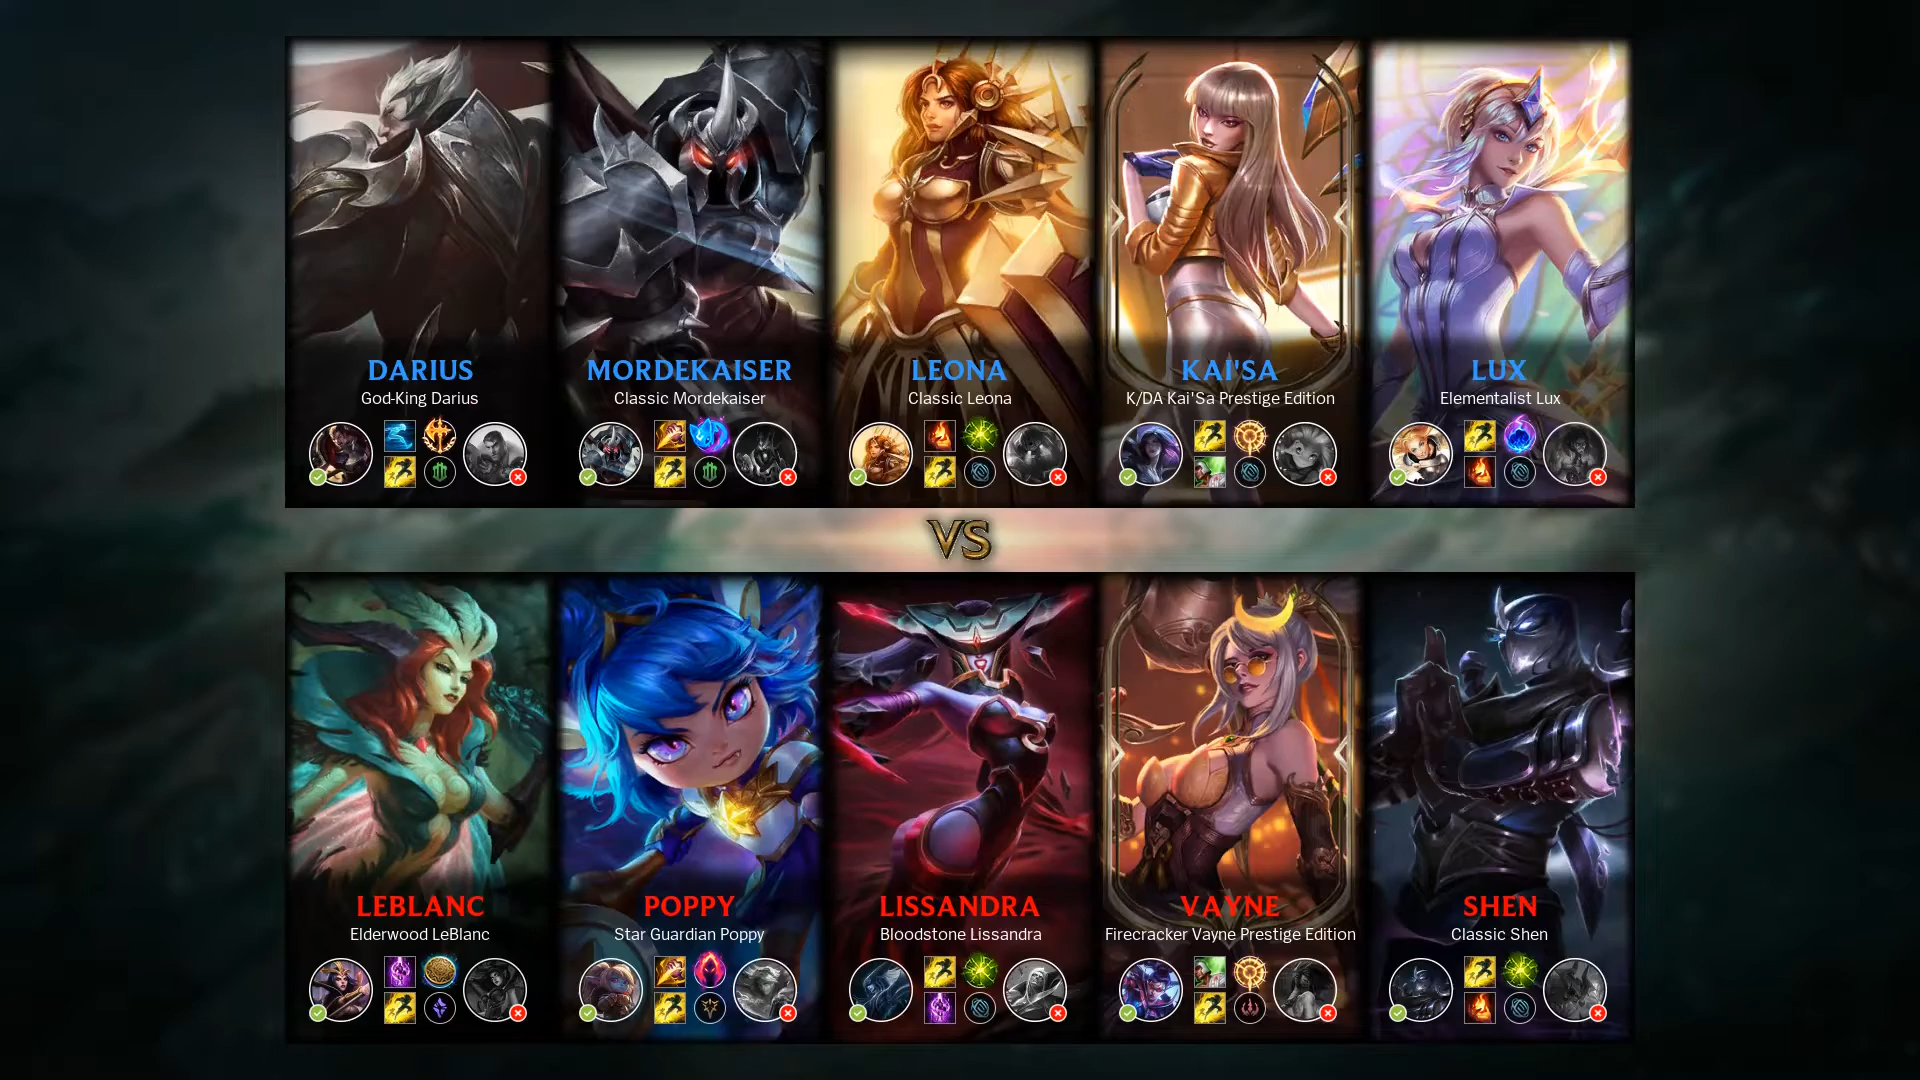 DARIUS
God-King Darius
MORDEKAISER
Classic Mordekaiser
LEONA
Classic Leona
KAI'SA
K/DA Kai'Sa Prestige Edition
LUX
Elementalist Lux
VS
LEBLANC
Elderwood LeBlanc
POPPY
Star Guardian Poppy
LISSANDRA
Bloodstone Lissandra
VAYNE
Firecracker Vayne Prestige Edition
SHEN
Classic Shen